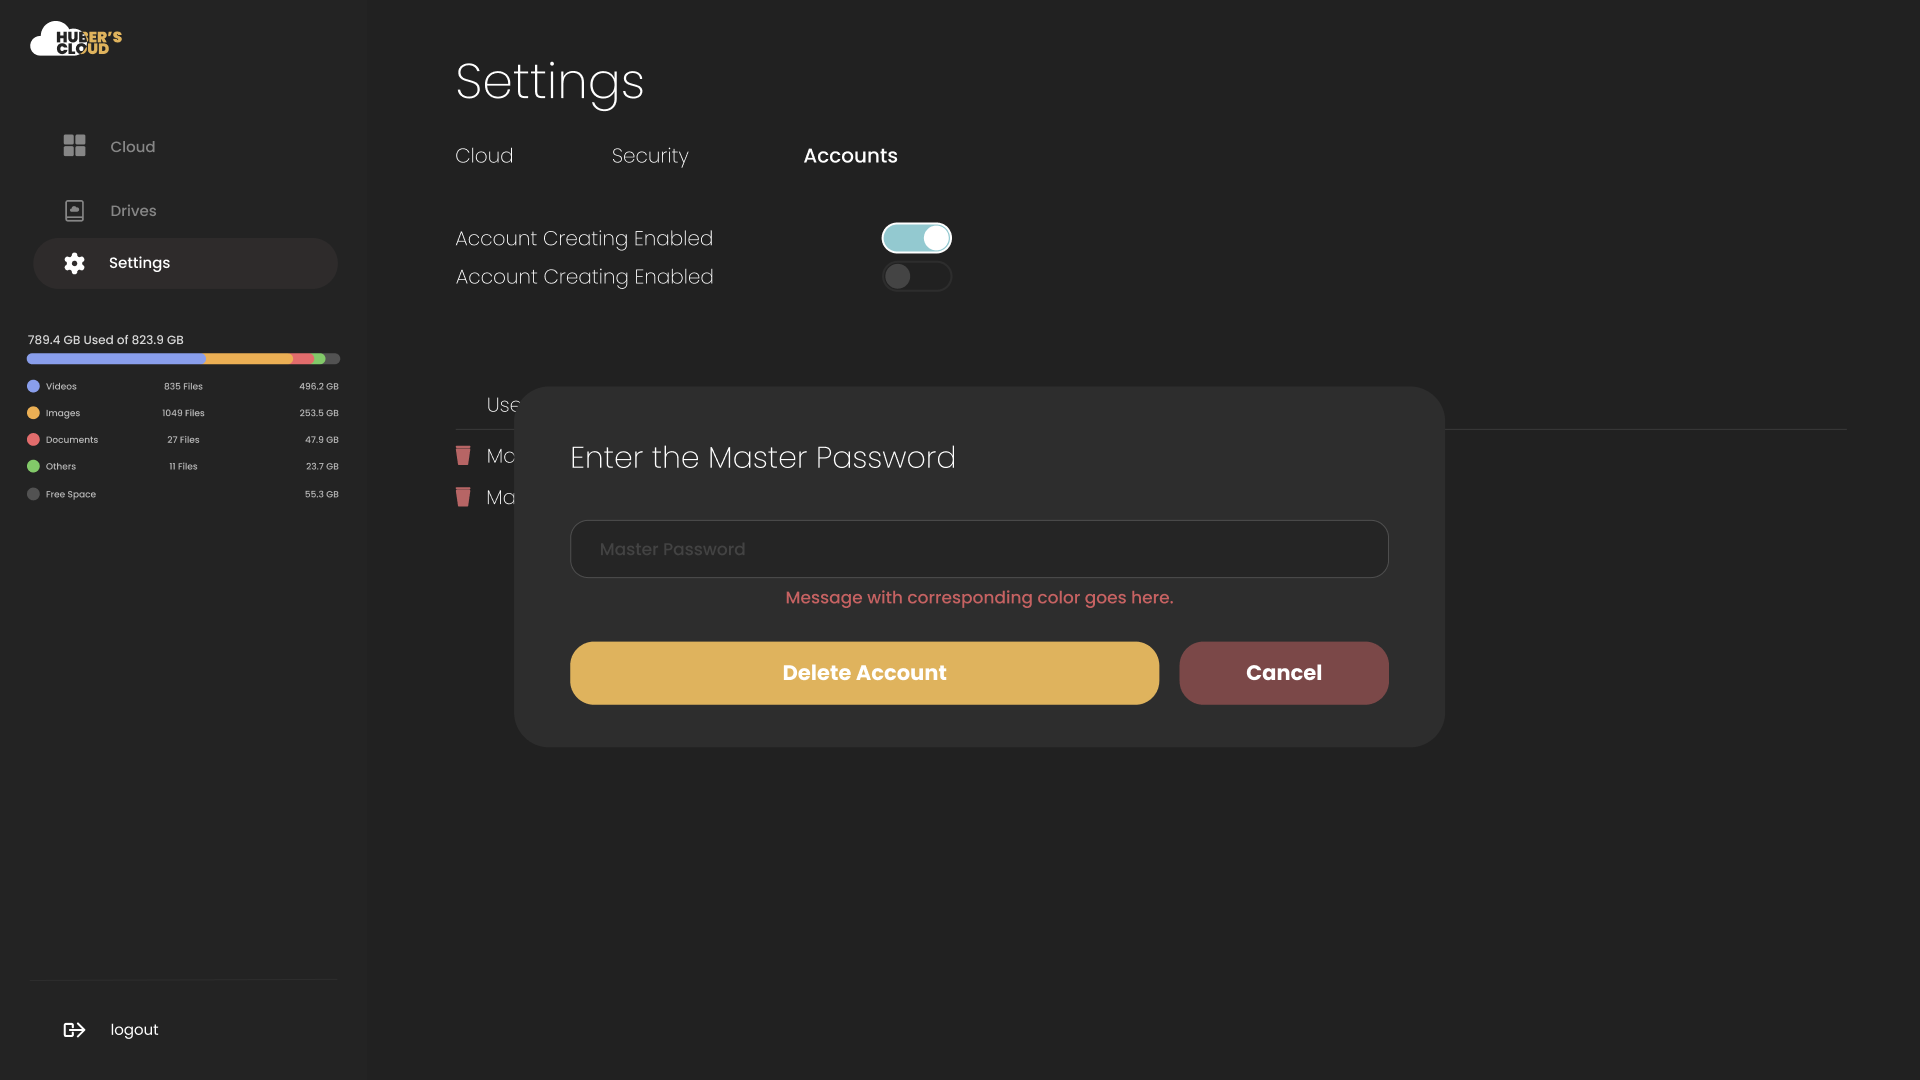 HUBER'S
CLOUD
Cloud
Drives
Settings
789.4 GB Used of 823.9 GB
Videos 835 Files 496.2 GB
Images 1049 Files 253.5 GB
Documents 27 Files 47.9 GB
Others 11 Files 23.7 GB
Free Space 55.3 GB
logout
Settings
Cloud Security Accounts
Account Creating Enabled
Account Creating Enabled
Use
Ma
Ma
Enter the Master Password
Master Password
Message with corresponding color goes here.
Delete Account Cancel